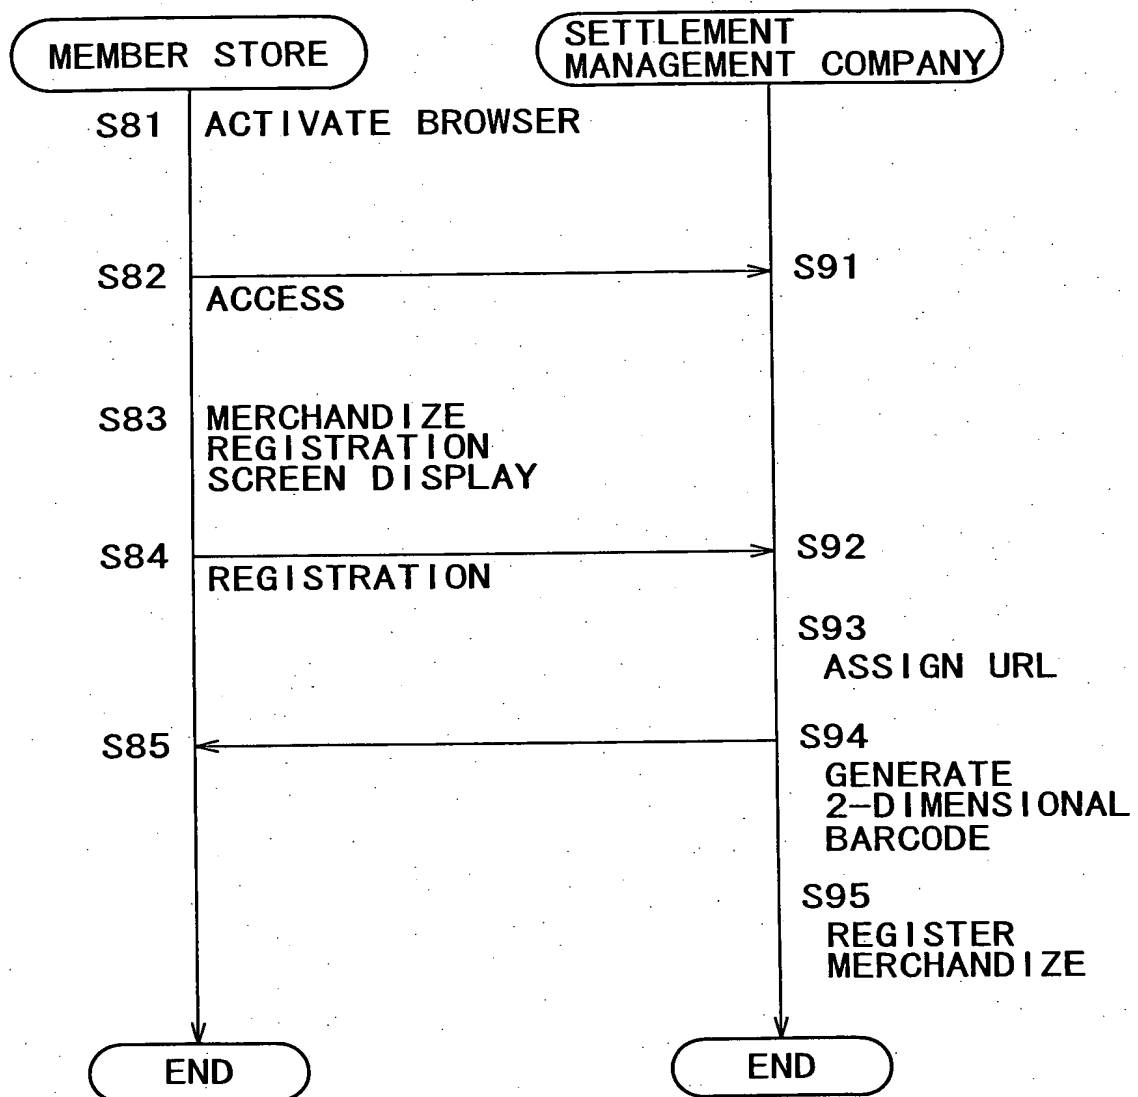 MEMBER STORE
SETTLEMENT
MANAGEMENT COMPANY
S81 ACTIVATE BROWSER
S82
S91
ACCESS
S83 MERCHANDIZE
REGISTRATION
SCREEN DISPLAY
S84
S92
REGISTRATION
S93
ASSIGN URL
S85
S94
GENERATE
2-DIMENSIONAL
BARCODE
S95
REGISTER
MERCHANDIZE
END
END